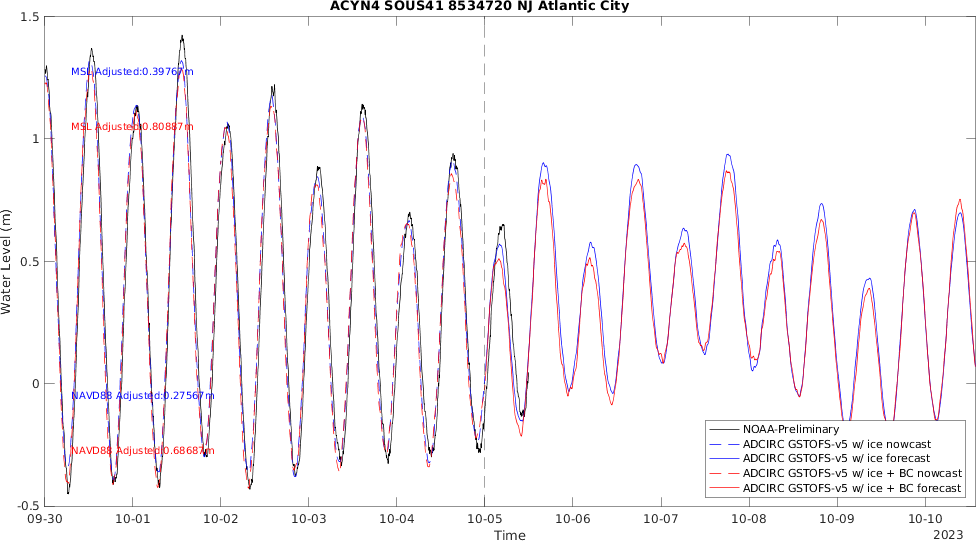 ACYN4 SOUS41 8534720 NJ Atlantic City
1.5
1
0.5
0
-0.5
Water Level (m)
MSL Adjusted:0.39767m
MSL Adjusted:0.80887m
NAVD88 Adjusted:0.27567m
NAVD88 Adjusted:0.68687m
NOAA-Preliminary
ADCIRC GSTOFS-v5 w/ ice nowcast
ADCIRC GSTOFS-v5 w/ ice forecast
ADCIRC GSTOFS-v5 w/ ice + BC nowcast
ADCIRC GSTOFS-v5 w/ ice + BC forecast
09-30 10-01 10-02 10-03 10-04 10-05 10-06 10-07 10-08 10-09 10-10
Time
2023